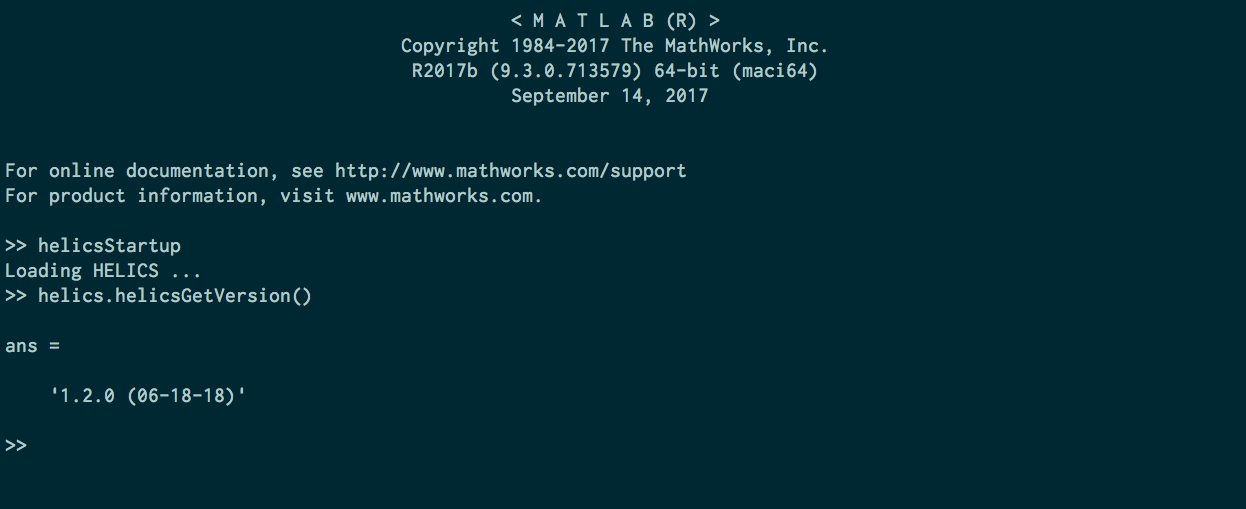 < M A T L A B (R) >
Copyright 1984-2017 The MathWorks, Inc.
R2017b (9.3.0.713579) 64-bit (maci64)
September 14, 2017
For online documentation, see http://www.mathworks.com/support
For product information, visit www.mathworks.com.
>> helicsStartup
Loading HELICS ...
>> helics.helicsGetVersion()
ans =
'1.2.0 (06-18-18)'
>>